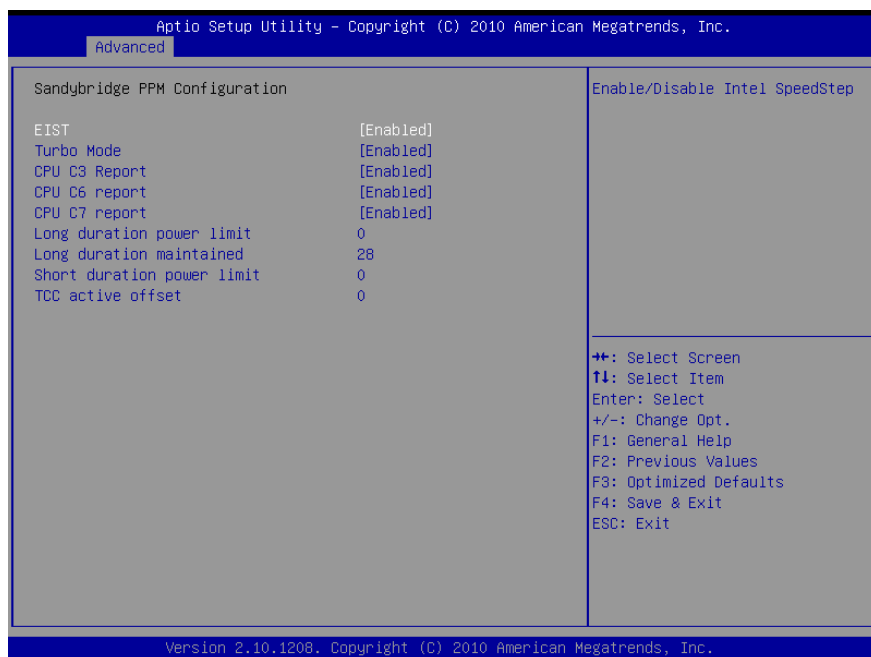 Aptio Setup Utility – Copyright (C) 2010 American Megatrends, Inc.
Advanced
Sandybridge PPM Configuration
EIST [Enabled]
Turbo Mode [Enabled]
CPU C3 Report [Enabled]
CPU C6 report [Enabled]
CPU C7 report [Enabled]
Long duration power limit 0
Long duration maintained 28
Short duration power limit 0
TCC active offset 0
Enable/Disable Intel SpeedStep
→←: Select Screen
↑↓: Select Item
Enter: Select
+/-: Change Opt.
F1: General Help
F2: Previous Values
F3: Optimized Defaults
F4: Save & Exit
ESC: Exit
Version 2.10.1208. Copyright (C) 2010 American Megatrends, Inc.